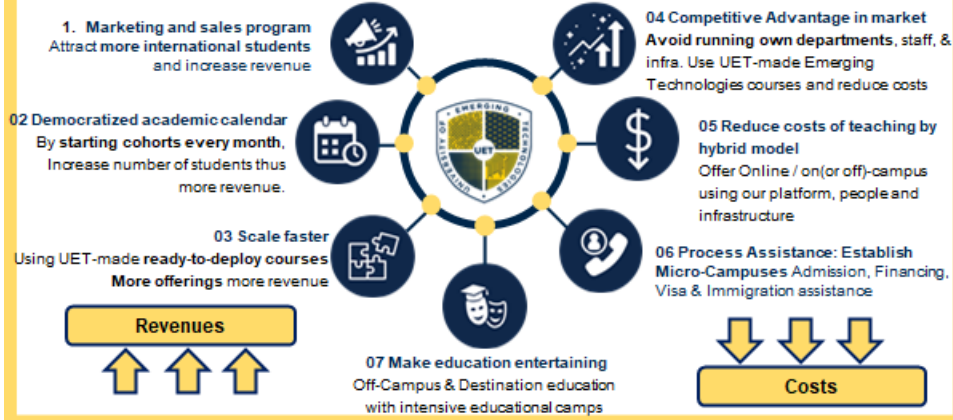 1. Marketing and sales program
Attract more international students
and increase revenue
02 Democratized academic calendar
By starting cohorts every month,
Increase number of students thus
more revenue.
03 Scale faster
Using UET-made ready-to-deploy courses
More offerings more revenue
Revenues
UNIVERSITY OF EMERGING TECHNOLOGIES
UET
07 Make education entertaining
Off-Campus & Destination education
with intensive educational camps
04 Competitive Advantage in market
Avoid running own departments, staff, &
infra. Use UET-made Emerging
Technologies courses and reduce costs
05 Reduce costs of teaching by
hybrid model
Offer Online / on(or off)-campus
using our platform, people and
infrastructure
06 Process Assistance: Establish
Micro-Campuses Admission, Financing,
Visa & Immigration assistance
Costs